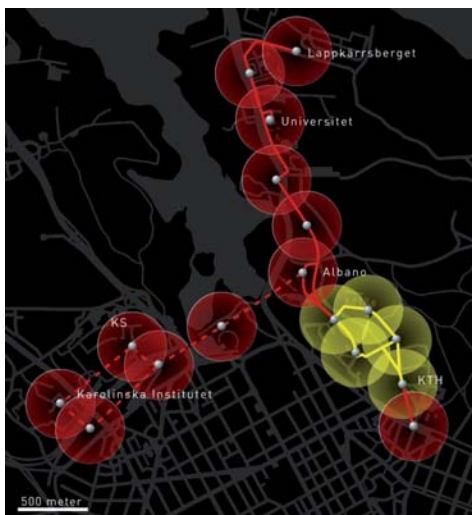 Lappkärrsberget
Universitet
Albano
KS
KTH
Karolinska Institutet
500 meter